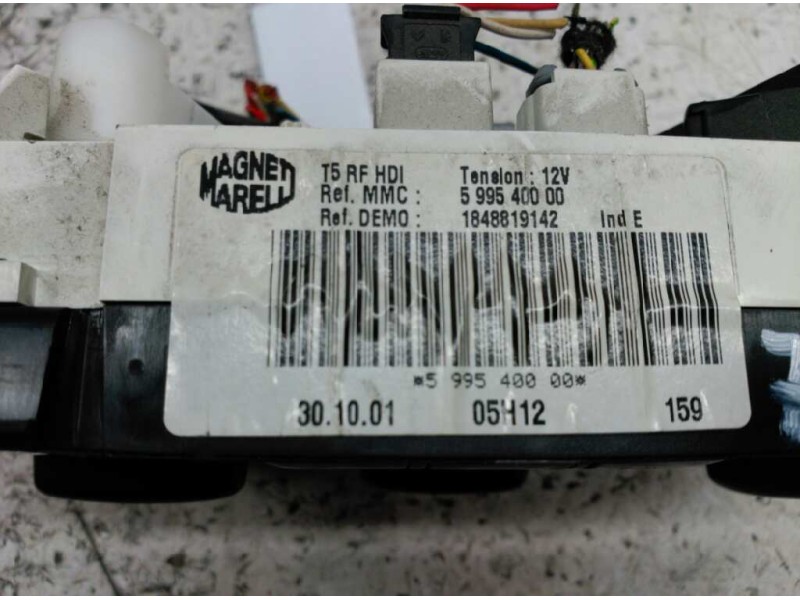 MAGNETI
MARELLI
T5 RF HDI Tension : 12V
Ref. MMC : 5 995 400 00
Ref. DEMO : 1848819142 Ind E
*5 995 400 00*
30.10.01 05H12 159